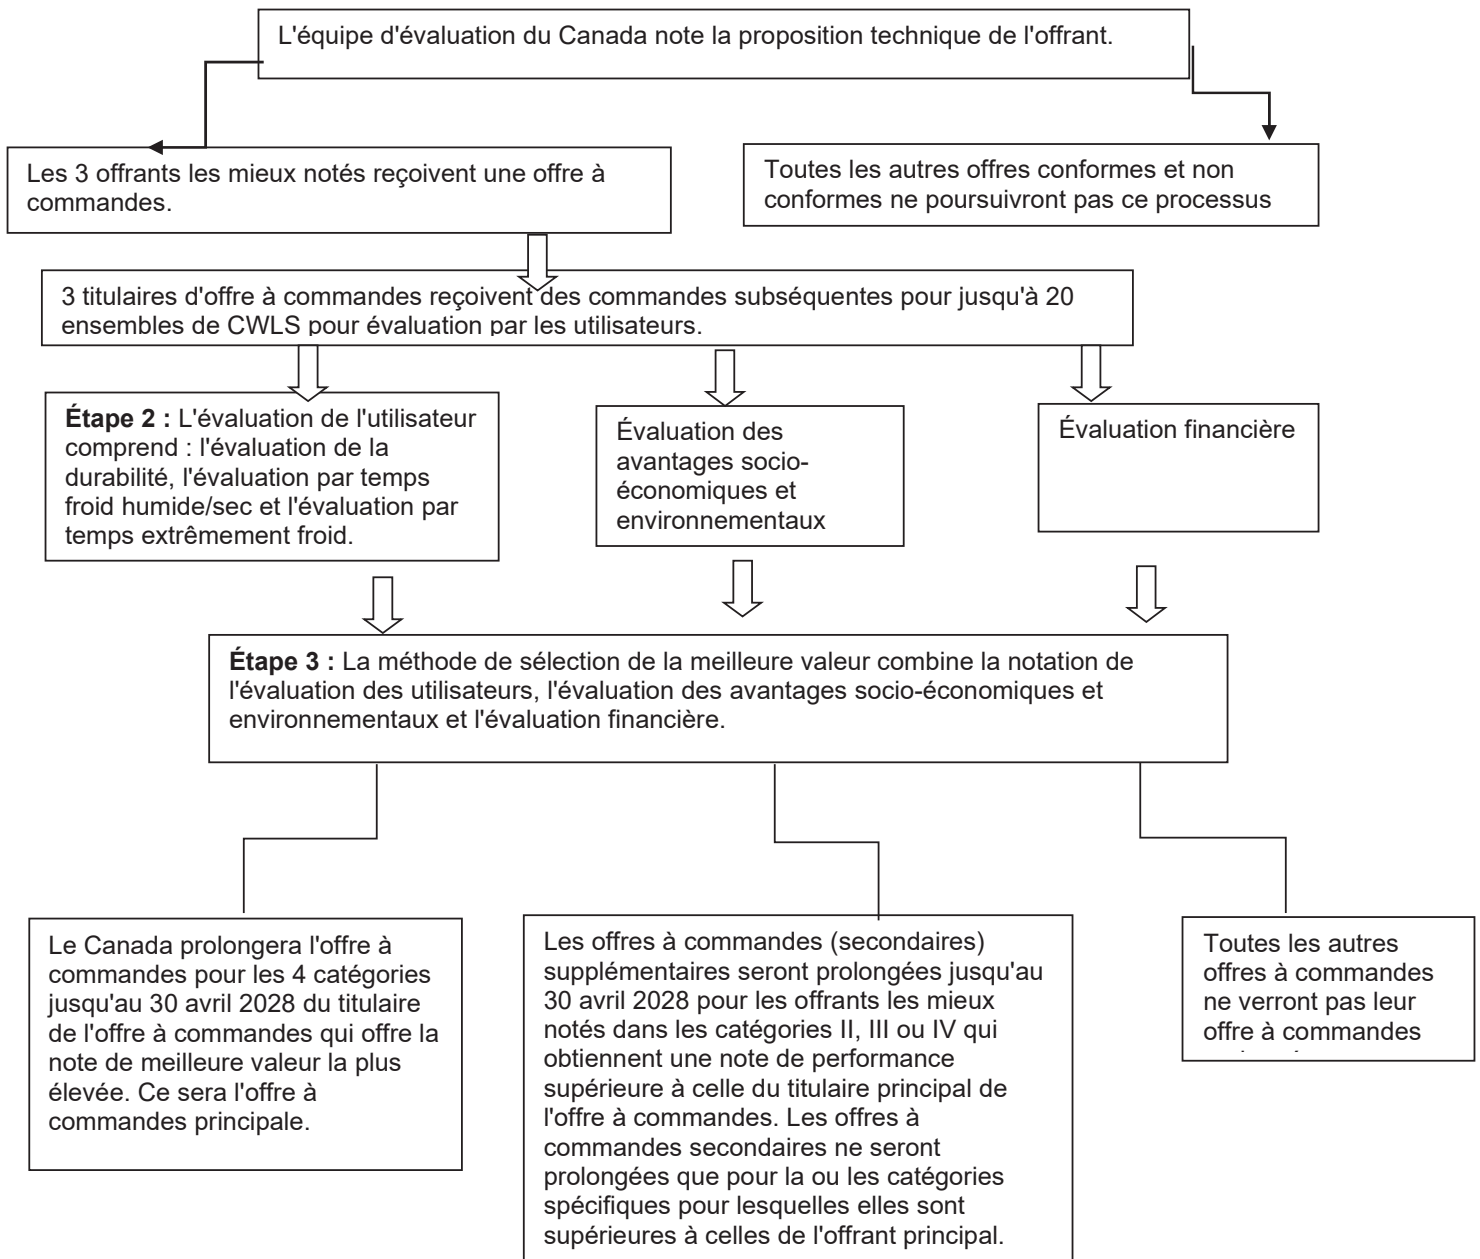 L'équipe d'évaluation du Canada note la proposition technique de l'offrant.
Les 3 offrants les mieux notés reçoivent une offre à
commandes.
Toutes les autres offres conformes et non
conformes ne poursuivront pas ce processus
3 titulaires d'offre à commandes reçoivent des commandes subséquentes pour jusqu'à 20
ensembles de CWLS pour évaluation par les utilisateurs.
Étape 2 : L'évaluation de l'utilisateur
comprend : l'évaluation de la
durabilité, l'évaluation par temps
froid humide/sec et l'évaluation par
temps extrêmement froid.
Évaluation des
avantages socio-
économiques et
environnementaux
Évaluation financière
Étape 3 : La méthode de sélection de la meilleure valeur combine la notation de
l'évaluation des utilisateurs, l'évaluation des avantages socio-économiques et
environnementaux et l'évaluation financière.
Le Canada prolongera l'offre à
commandes pour les 4 catégories
jusqu'au 30 avril 2028 du titulaire
de l'offre à commandes qui offre la
note de meilleure valeur la plus
élevée. Ce sera l'offre à
commandes principale.
Les offres à commandes (secondaires)
supplémentaires seront prolongées jusqu'au
30 avril 2028 pour les offrants les mieux
notés dans les catégories II, III ou IV qui
obtiennent une note de performance
supérieure à celle du titulaire principal de
l'offre à commandes. Les offres à
commandes secondaires ne seront
prolongées que pour la ou les catégories
spécifiques pour lesquelles elles sont
supérieures à celles de l'offrant principal.
Toutes les autres
offres à commandes
ne verront pas leur
offre à commandes